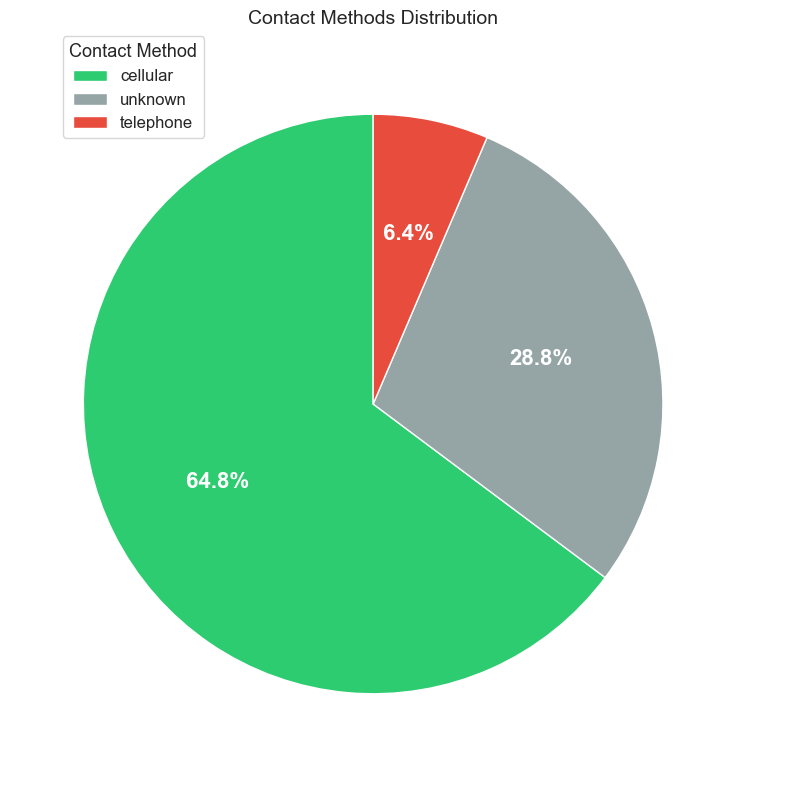 Contact Methods Distribution
Contact Method
cellular
unknown
telephone
6.4%
28.8%
64.8%